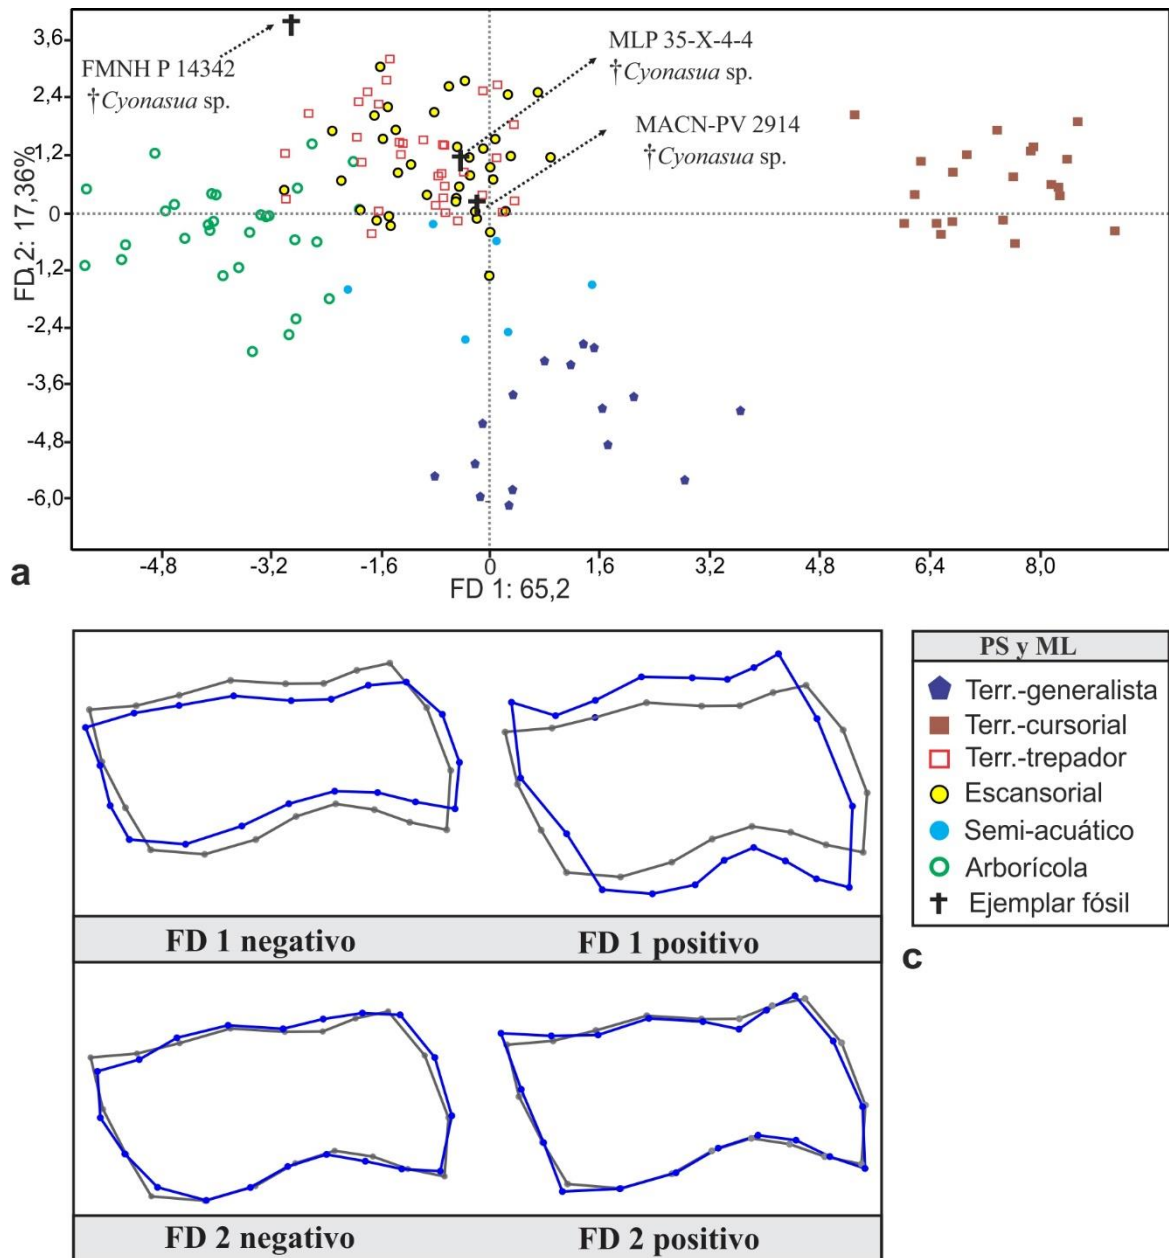 FMNH P 14342
†Cyonasua sp.
MLP 35-X-4-4
†Cyonasua sp.
MACN-PV 2914
†Cyonasua sp.
FD 2: 17,36%
3,6
2,4
1,2
0
-1,2
-2,4
-3,6
-4,8
-6,0
-4,8
-3,2
-1,6
0
1,6
3,2
4,8
6,4
8,0
FD 1: 65,2
a
FD 1 negativo
FD 1 positivo
FD 2 negativo
FD 2 positivo
PS y ML
Terr.-generalista
Terr.-cursorial
Terr.-trepador
Escansorial
Semi-acuático
Arborícola
Ejemplar fósil
c